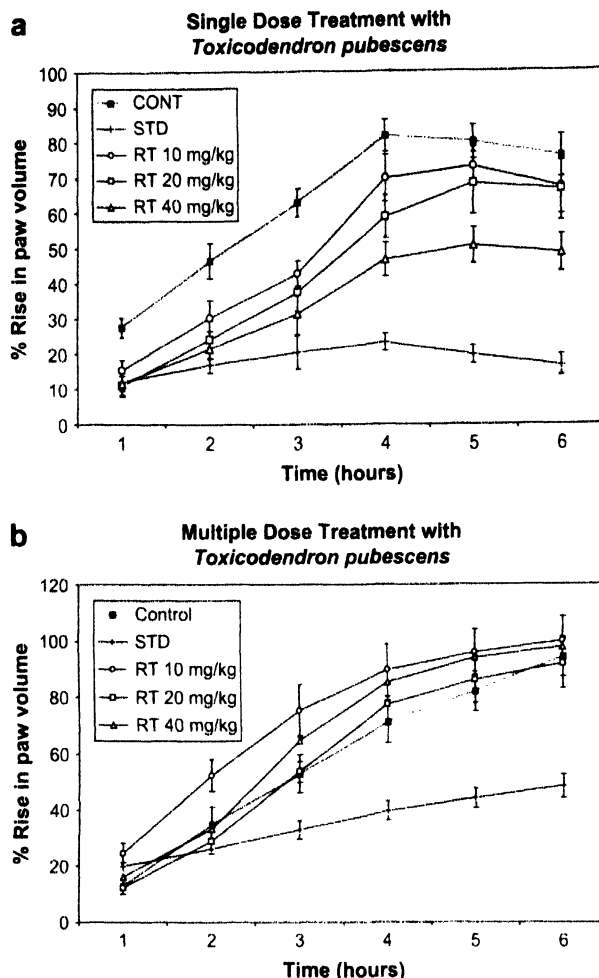 a
Single Dose Treatment with
Toxicodendron pubescens
% Rise in paw volume
100
90
80
70
60
50
40
30
20
10
0
CONT
STD
RT 10 mg/kg
RT 20 mg/kg
RT 40 mg/kg
1 2 3 4 5 6
Time (hours)
b
Multiple Dose Treatment with
Toxicodendron pubescens
% Rise in paw volume
120
100
80
60
40
20
0
Control
STD
RT 10 mg/kg
RT 20 mg/kg
RT 40 mg/kg
1 2 3 4 5 6
Time (hours)